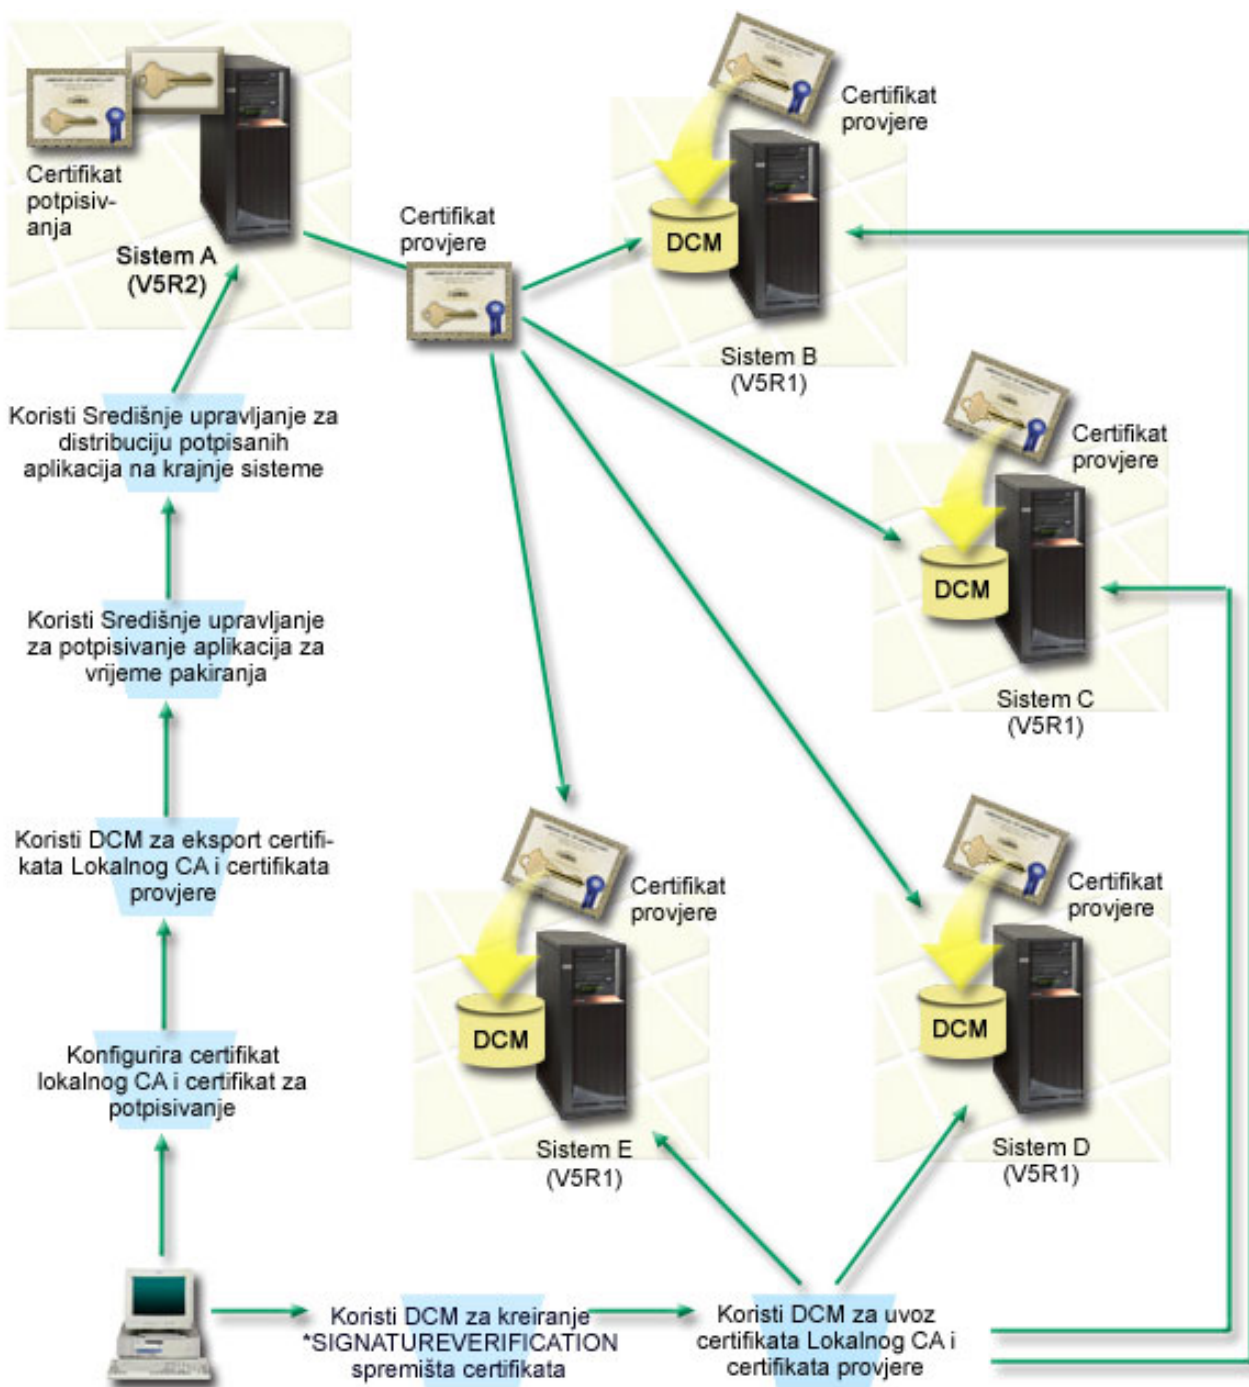 Certifikat
potpisiv-
anja
Sistem A
(V5R2)
Certifikat
provjere
Certifikat
provjere
DCM
Sistem B
(V5R1)
Certifikat
provjere
DCM
Sistem C
(V5R1)
Koristi Središnje upravljanje za
distribuciju potpisanih
aplikacija na krajnje sisteme
Koristi Središnje upravljanje
za potpisivanje aplikacija za
vrijeme pakiranja
Koristi DCM za eksport certifi-
kata Lokalnog CA i certifikata
provjere
Konfigurira certifikat
lokalnog CA i certifikat za
potpisivanje
Certifikat
provjere
DCM
Sistem E
(V5R1)
Certifikat
provjere
DCM
Sistem D
(V5R1)
Koristi DCM za kreiranje
*SIGNATUREVERIFICATION
spremišta certifikata
Koristi DCM za uvoz
certifikata Lokalnog CA i
certifikata provjere